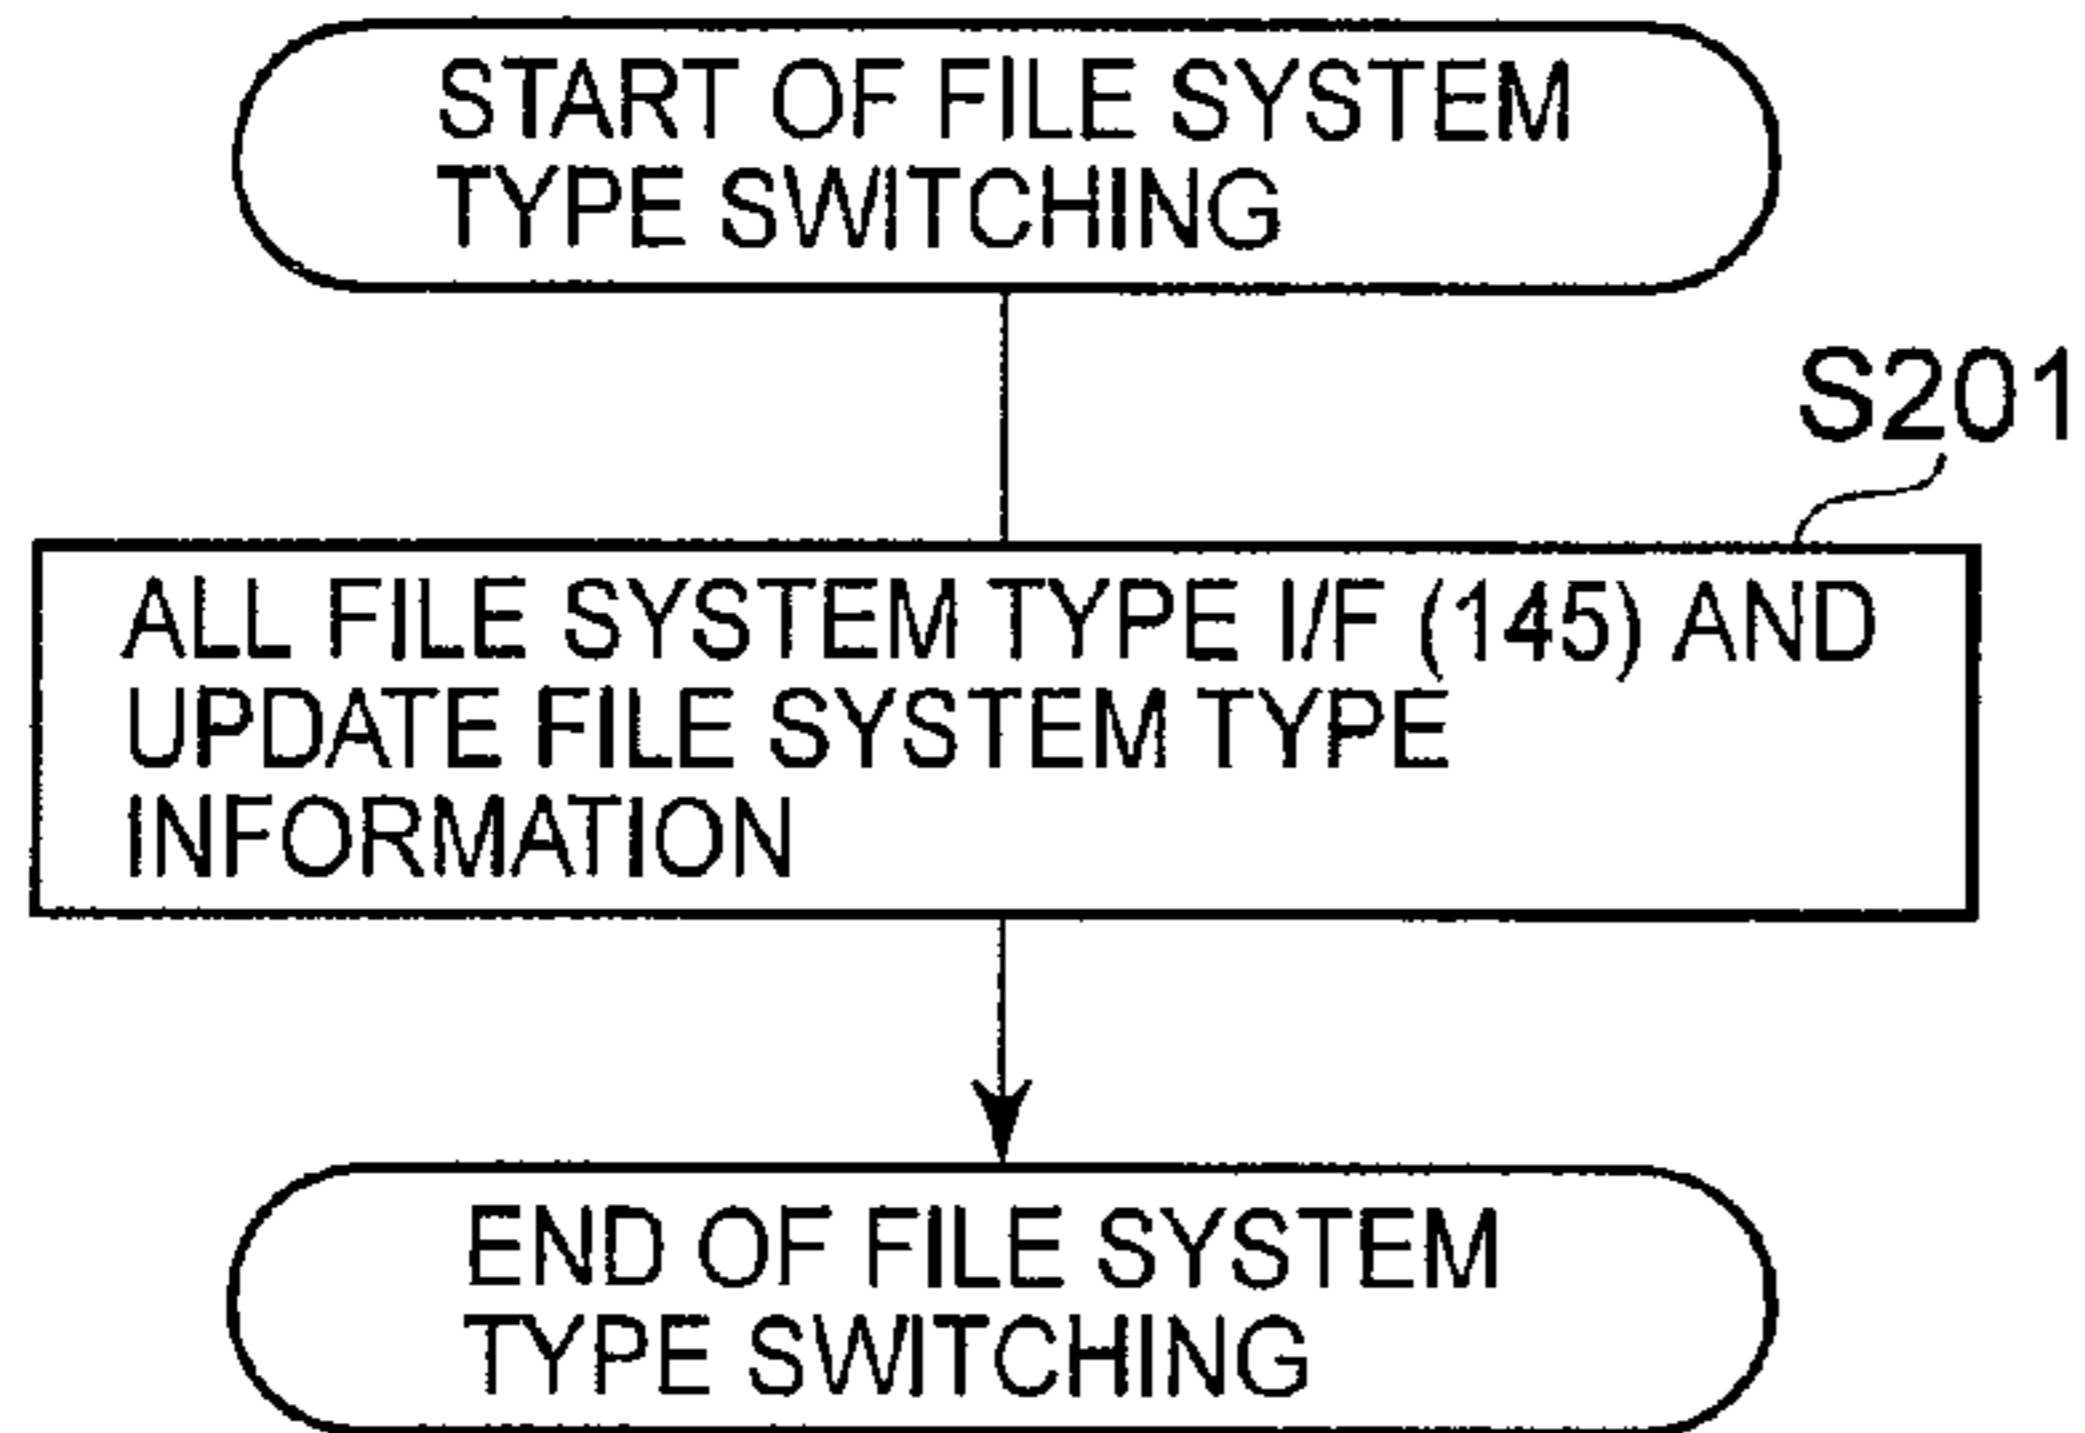 START OF FILE SYSTEM
TYPE SWITCHING
S201
ALL FILE SYSTEM TYPE I/F (145) AND
UPDATE FILE SYSTEM TYPE
INFORMATION
END OF FILE SYSTEM
TYPE SWITCHING